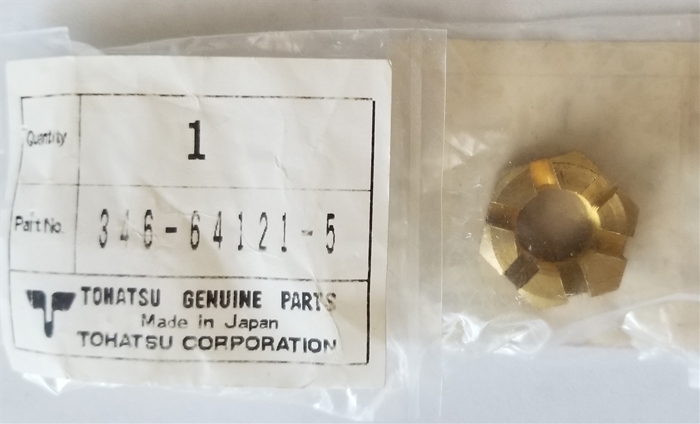 Quantity 1
Part No. 346-64121-5
TOHATSU GENUINE PARTS
Made in Japan
TOHATSU CORPORATION